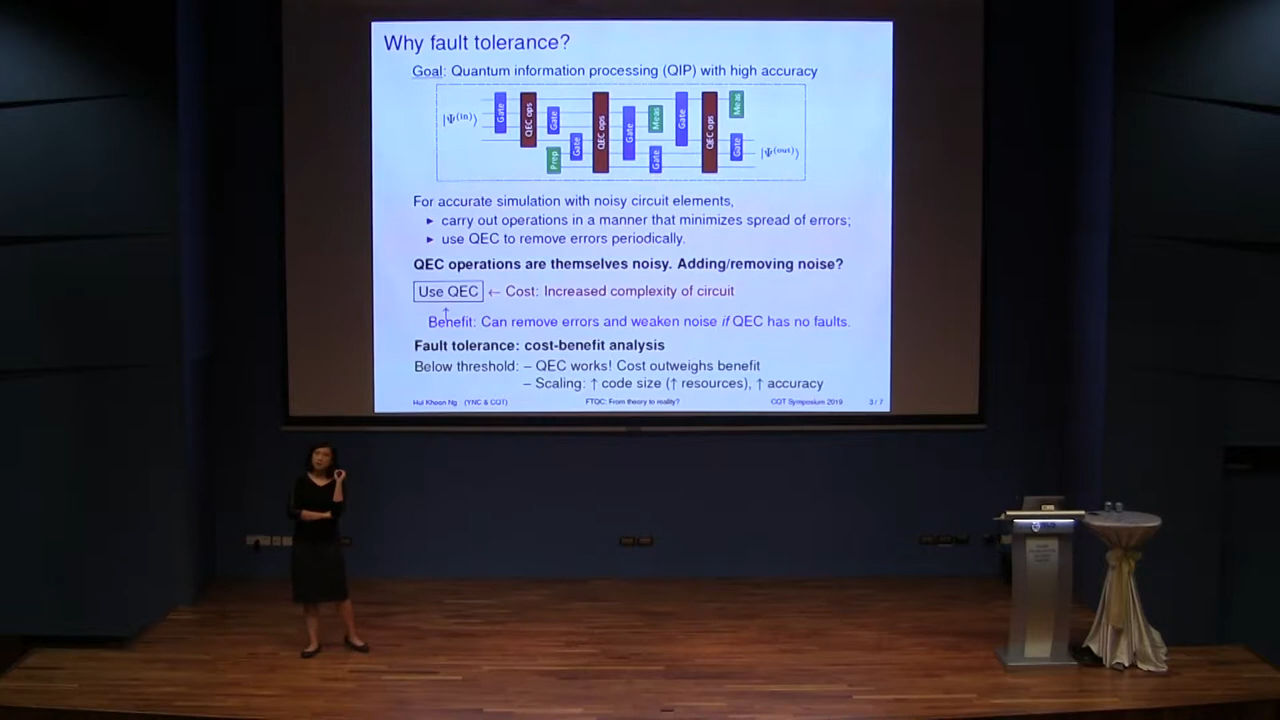 Why fault tolerance?
Goal: Quantum information processing (QIP) with high accuracy
|Ψ(in)⟩
Gate
QEC ops
Gate
Prep
Gate
QEC ops
Gate
Meas
Gate
Gate
QEC ops
Meas
Gate
|Ψ(out)⟩
For accurate simulation with noisy circuit elements,
► carry out operations in a manner that minimizes spread of errors;
► use QEC to remove errors periodically.
QEC operations are themselves noisy. Adding/removing noise?
Use QEC ← Cost: Increased complexity of circuit
↑
Benefit: Can remove errors and weaken noise if QEC has no faults.
Fault tolerance: cost-benefit analysis
Below threshold: – QEC works! Cost outweighs benefit
– Scaling: ↑ code size (↑ resources), ↑ accuracy
Hui Khoon Ng (YNC & CQT) FTQC: From theory to reality? CQT Symposium 2019 3 / 7